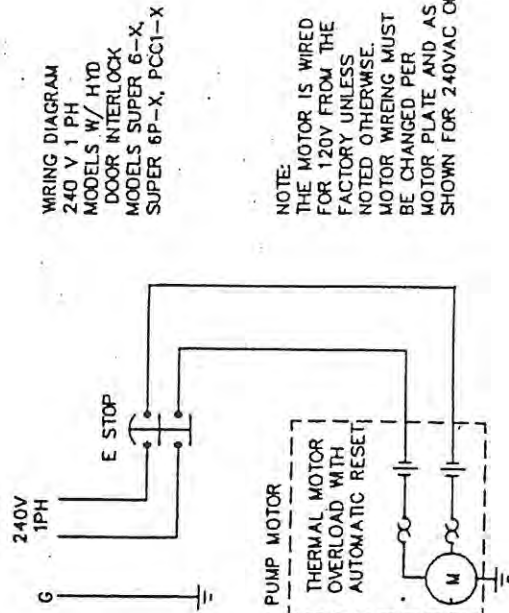 WIRING DIAGRAM
240 V 1 PH
MODELS W/ HYD
DOOR INTERLOCK
MODELS SUPER 6-X,
SUPER 6P-X, PCC1-X
NOTE:
THE MOTOR IS WIRED
FOR 120V FROM THE
FACTORY UNLESS
NOTED OTHERWISE.
MOTOR WIREING MUST
BE CHANGED PER
MOTOR PLATE AND AS
SHOWN FOR 240VAC
240V
1PH
G
E STOP
PUMP MOTOR
THERMAL MOTOR
OVERLOAD WITH
AUTOMATIC RESET
M